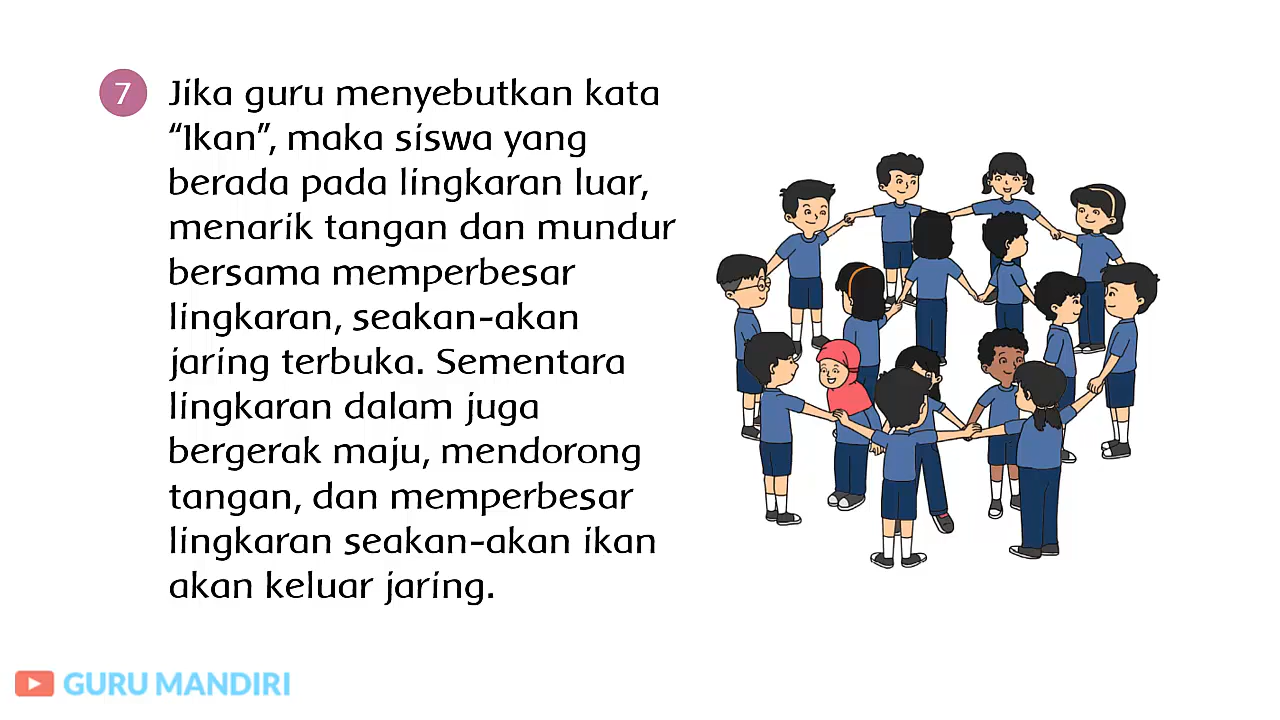 7 Jika guru menyebutkan kata
“Ikan”, maka siswa yang
berada pada lingkaran luar,
menarik tangan dan mundur
bersama memperbesar
lingkaran, seakan-akan
jaring terbuka. Sementara
lingkaran dalam juga
bergerak maju, mendorong
tangan, dan memperbesar
lingkaran seakan-akan ikan
akan keluar jaring.
GURU MANDIRI